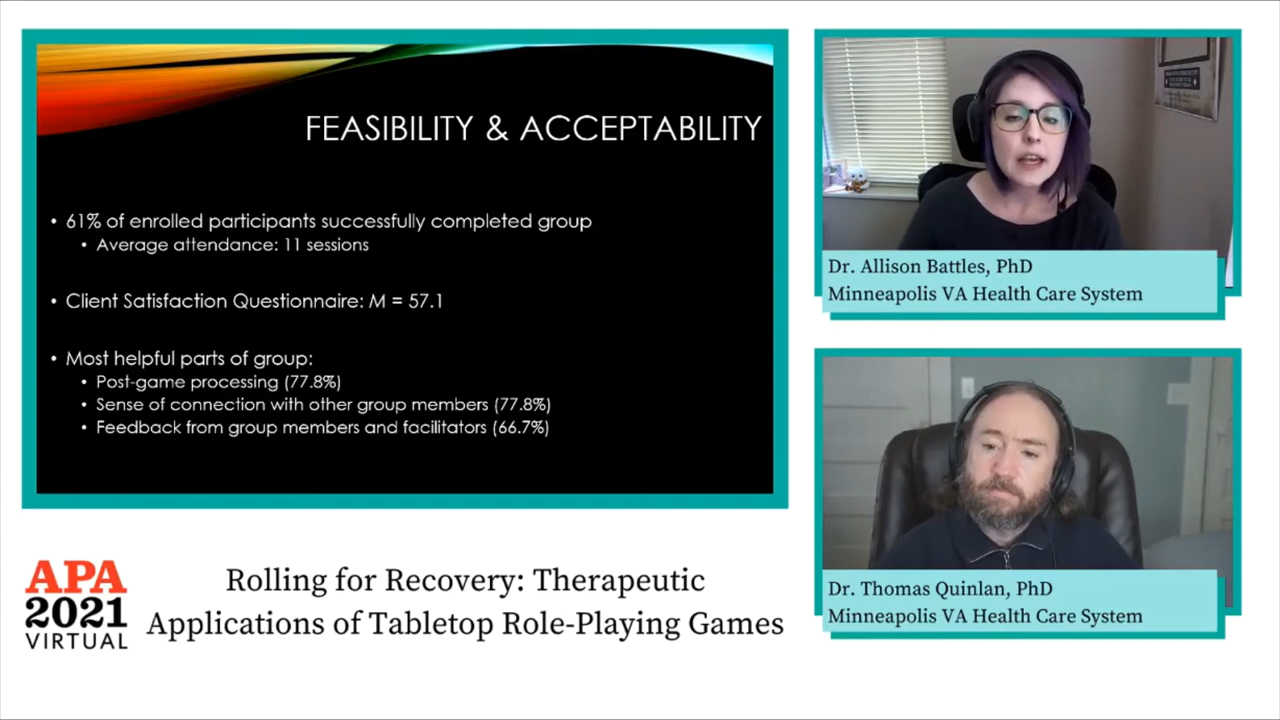 FEASIBILITY & ACCEPTABILITY
• 61% of enrolled participants successfully completed group
• Average attendance: 11 sessions
• Client Satisfaction Questionnaire: M = 57.1
• Most helpful parts of group:
• Post-game processing (77.8%)
• Sense of connection with other group members (77.8%)
• Feedback from group members and facilitators (66.7%)
Dr. Allison Battles, PhD
Minneapolis VA Health Care System
Dr. Thomas Quinlan, PhD
Minneapolis VA Health Care System
APA
2021
VIRTUAL
Rolling for Recovery: Therapeutic
Applications of Tabletop Role-Playing Games